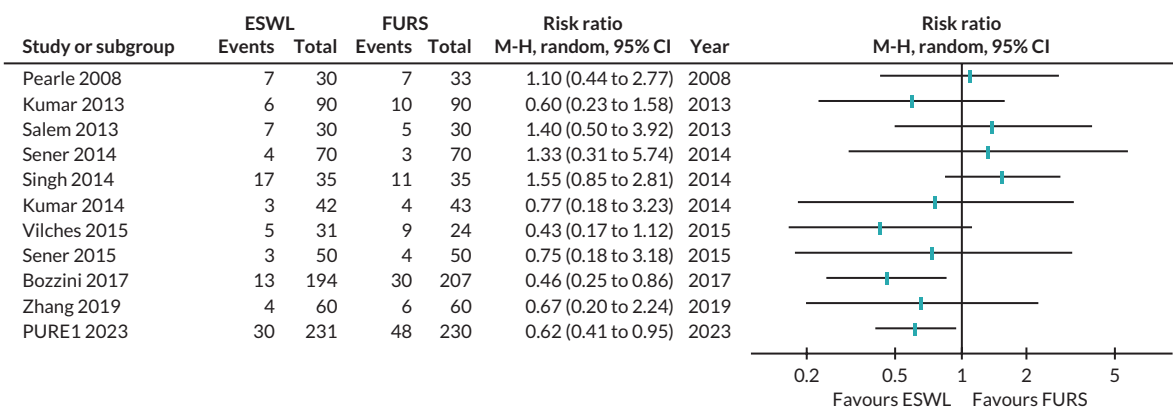 ESWL FURS Risk ratio Risk ratio
Study or subgroup Events Total Events Total M-H, random, 95% CI Year M-H, random, 95% CI
Pearle 2008 7 30 7 33 1.10 (0.44 to 2.77) 2008
Kumar 2013 6 90 10 90 0.60 (0.23 to 1.58) 2013
Salem 2013 7 30 5 30 1.40 (0.50 to 3.92) 2013
Sener 2014 4 70 3 70 1.33 (0.31 to 5.74) 2014
Singh 2014 17 35 11 35 1.55 (0.85 to 2.81) 2014
Kumar 2014 3 42 4 43 0.77 (0.18 to 3.23) 2014
Vilches 2015 5 31 9 24 0.43 (0.17 to 1.12) 2015
Sener 2015 3 50 4 50 0.75 (0.18 to 3.18) 2015
Bozzini 2017 13 194 30 207 0.46 (0.25 to 0.86) 2017
Zhang 2019 4 60 6 60 0.67 (0.20 to 2.24) 2019
PURE1 2023 30 231 48 230 0.62 (0.41 to 0.95) 2023
0.2 0.5 1 2 5
Favours ESWL Favours FURS